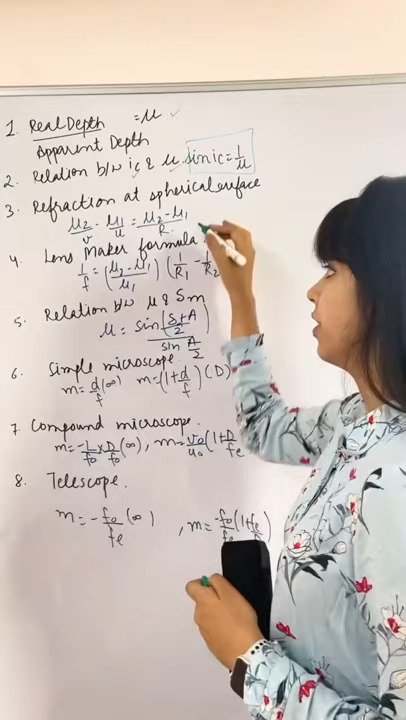 1. Real Depth / Apparent Depth = μ ✓
2. Relation b/w ic & μ. sin ic = 1/μ
3. Refraction at spherical surface
μ2/v - μ1/u = μ2-μ1/R
4. Lens Maker formula
1/f = (μ2-μ1/μ1) (1/R1 - 1/R2
5. Relation b/w μ & δm
μ = sin(δ+A/2) / sin A/2
6. Simple microscope.
m = d/f (∞) m = (1+d/f) (D)
7 Compound microscope.
m = -L/fo × D/fo (∞), m = vo/uo (1+D/fe
8. Telescope.
m = -fo/fe (∞) , m = -fo/fe (1+fe/